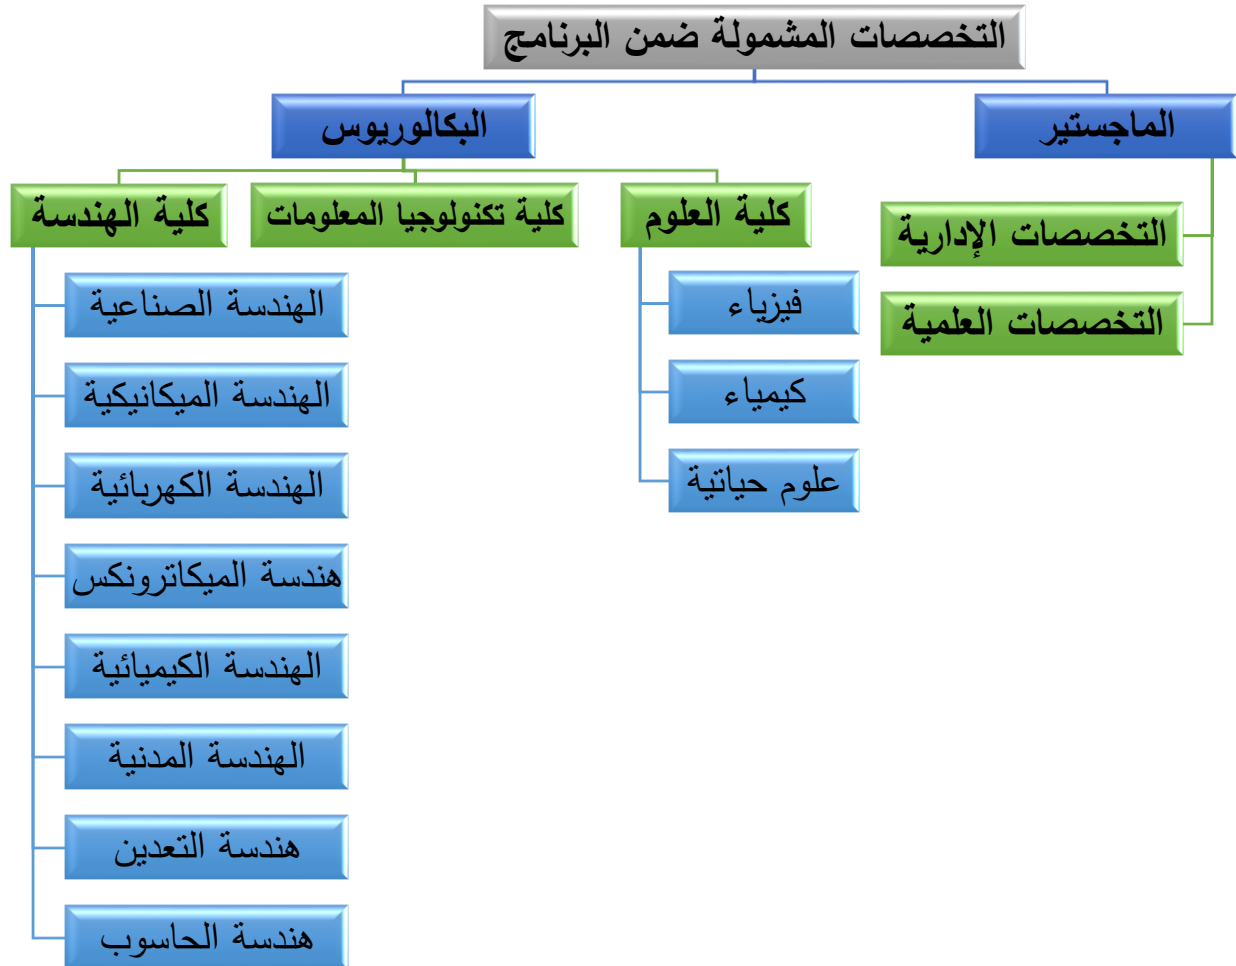 التخصصات المشمولة ضمن البرنامج
الماجستير
التخصصات الإدارية
التخصصات العلمية
البكالوريوس
كلية العلوم
فيزياء
كيمياء
علوم حياتية
كلية تكنولوجيا المعلومات
كلية الهندسة
الهندسة الصناعية
الهندسة الميكانيكية
الهندسة الكهربائية
هندسة الميكاترونكس
الهندسة الكيميائية
الهندسة المدنية
هندسة التعدين
هندسة الحاسوب